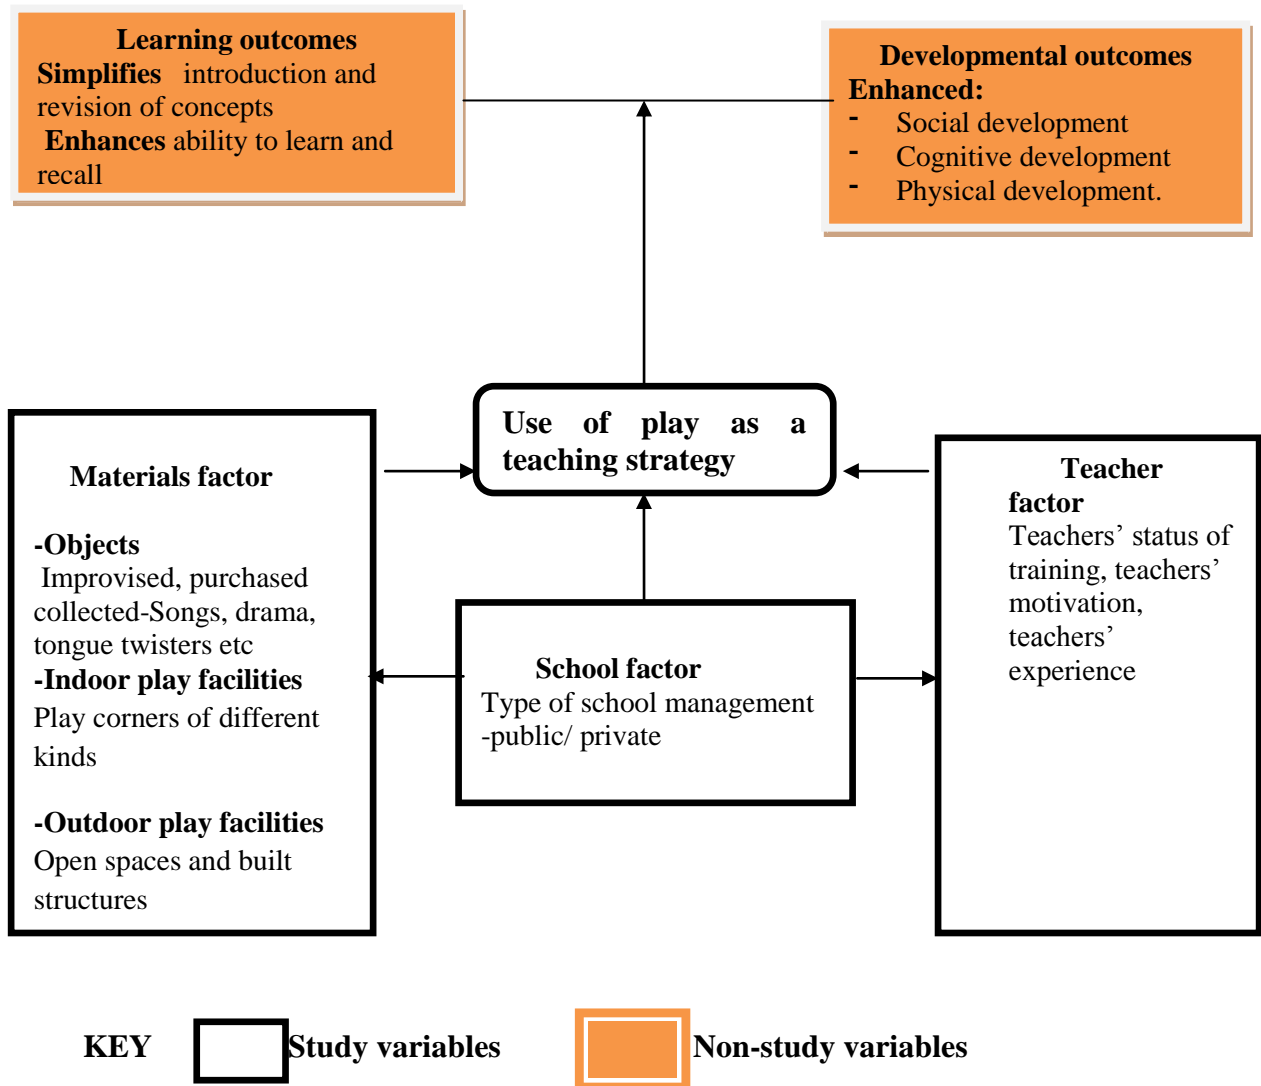 Learning outcomes
Simplifies introduction and
revision of concepts
Enhances ability to learn and
recall
Developmental outcomes
Enhanced:
- Social development
- Cognitive development
- Physical development.
Use of play as a
teaching strategy
Materials factor
-Objects
Improvised, purchased
collected-Songs, drama,
tongue twisters etc
-Indoor play facilities
Play corners of different
kinds
-Outdoor play facilities
Open spaces and built
structures
School factor
Type of school management
-public/ private
Teacher
factor
Teachers’ status of
training, teachers’
motivation,
teachers’
experience
KEY
Study variables
Non-study variables